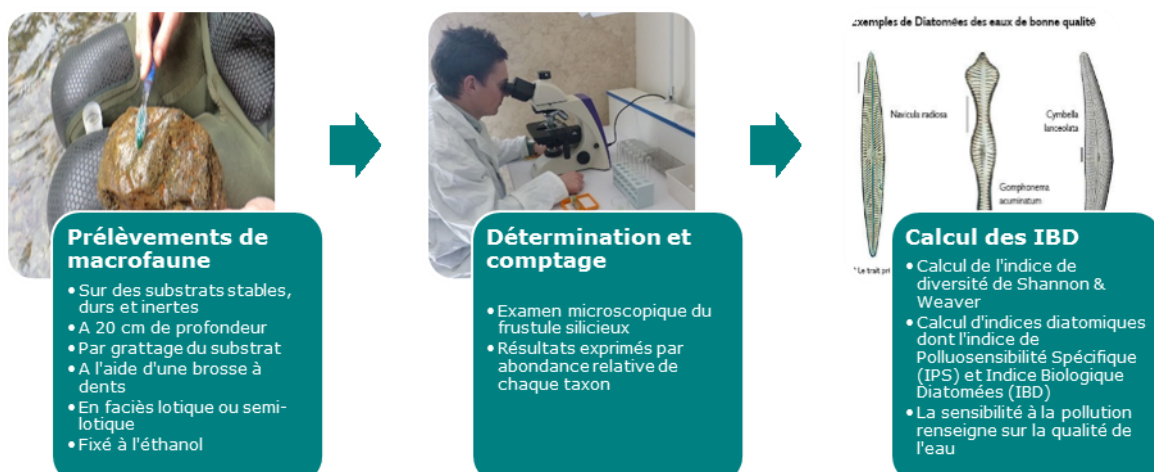 Exemples de Diatomées des eaux de bonne qualité
Navicula radiosa
Cymbella
lanceolata
Gomphonema
acuminatum
* Le trait pri
Prélèvements de
macrofaune
• Sur des substrats stables,
durs et inertes
• A 20 cm de profondeur
• Par grattage du substrat
• A l'aide d'une brosse à
dents
• En faciès lotique ou semi-
lotique
• Fixé à l'éthanol
Détermination et
comptage
• Examen microscopique du
frustule silicieux
• Résultats exprimés par
abondance relative de
chaque taxon
Calcul des IBD
• Calcul de l'indice de
diversité de Shannon &
Weaver
• Calcul d'indices diatomiques
dont l'indice de
Polluosensibilité Spécifique
(IPS) et Indice Biologique
Diatomées (IBD)
• La sensibilité à la pollution
renseigne sur la qualité de
l'eau